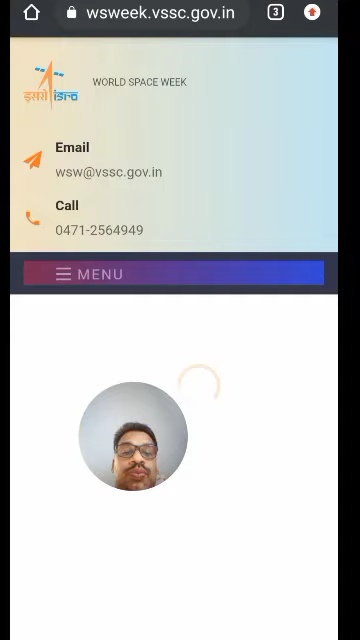 wsweek.vssc.gov.in
3
इसरो isro
WORLD SPACE WEEK
Email
wsw@vssc.gov.in
Call
0471-2564949
MENU